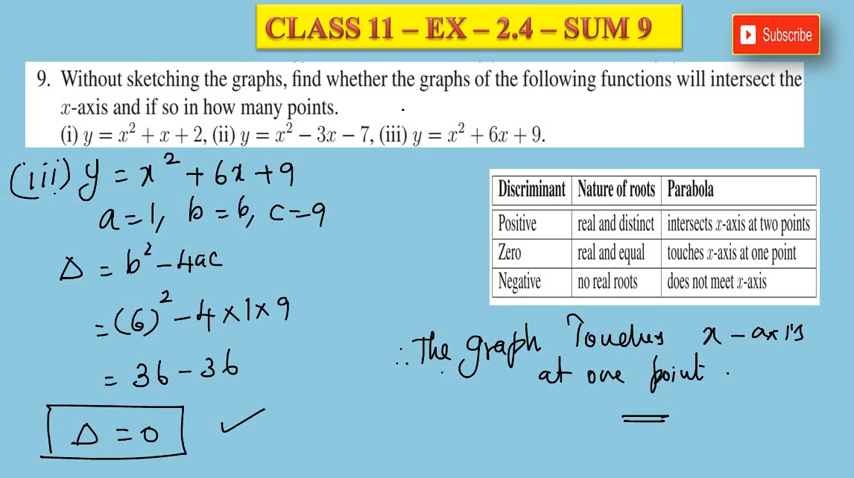 CLASS 11 – EX – 2.4 – SUM 9
Subscribe
9. Without sketching the graphs, find whether the graphs of the following functions will intersect the
x-axis and if so in how many points.
(i) y = x² + x + 2, (ii) y = x² − 3x − 7, (iii) y = x² + 6x + 9.
(iii) y = x² + 6x + 9
a = 1, b = 6, c = 9
Δ = b² − 4ac
= (6)² − 4 × 1 × 9
= 36 − 36
Δ = 0 ✓
Discriminant Nature of roots Parabola
Positive real and distinct intersects x-axis at two points
Zero real and equal touches x-axis at one point
Negative no real roots does not meet x-axis
∴ The graph Touches x − axis
at one point.